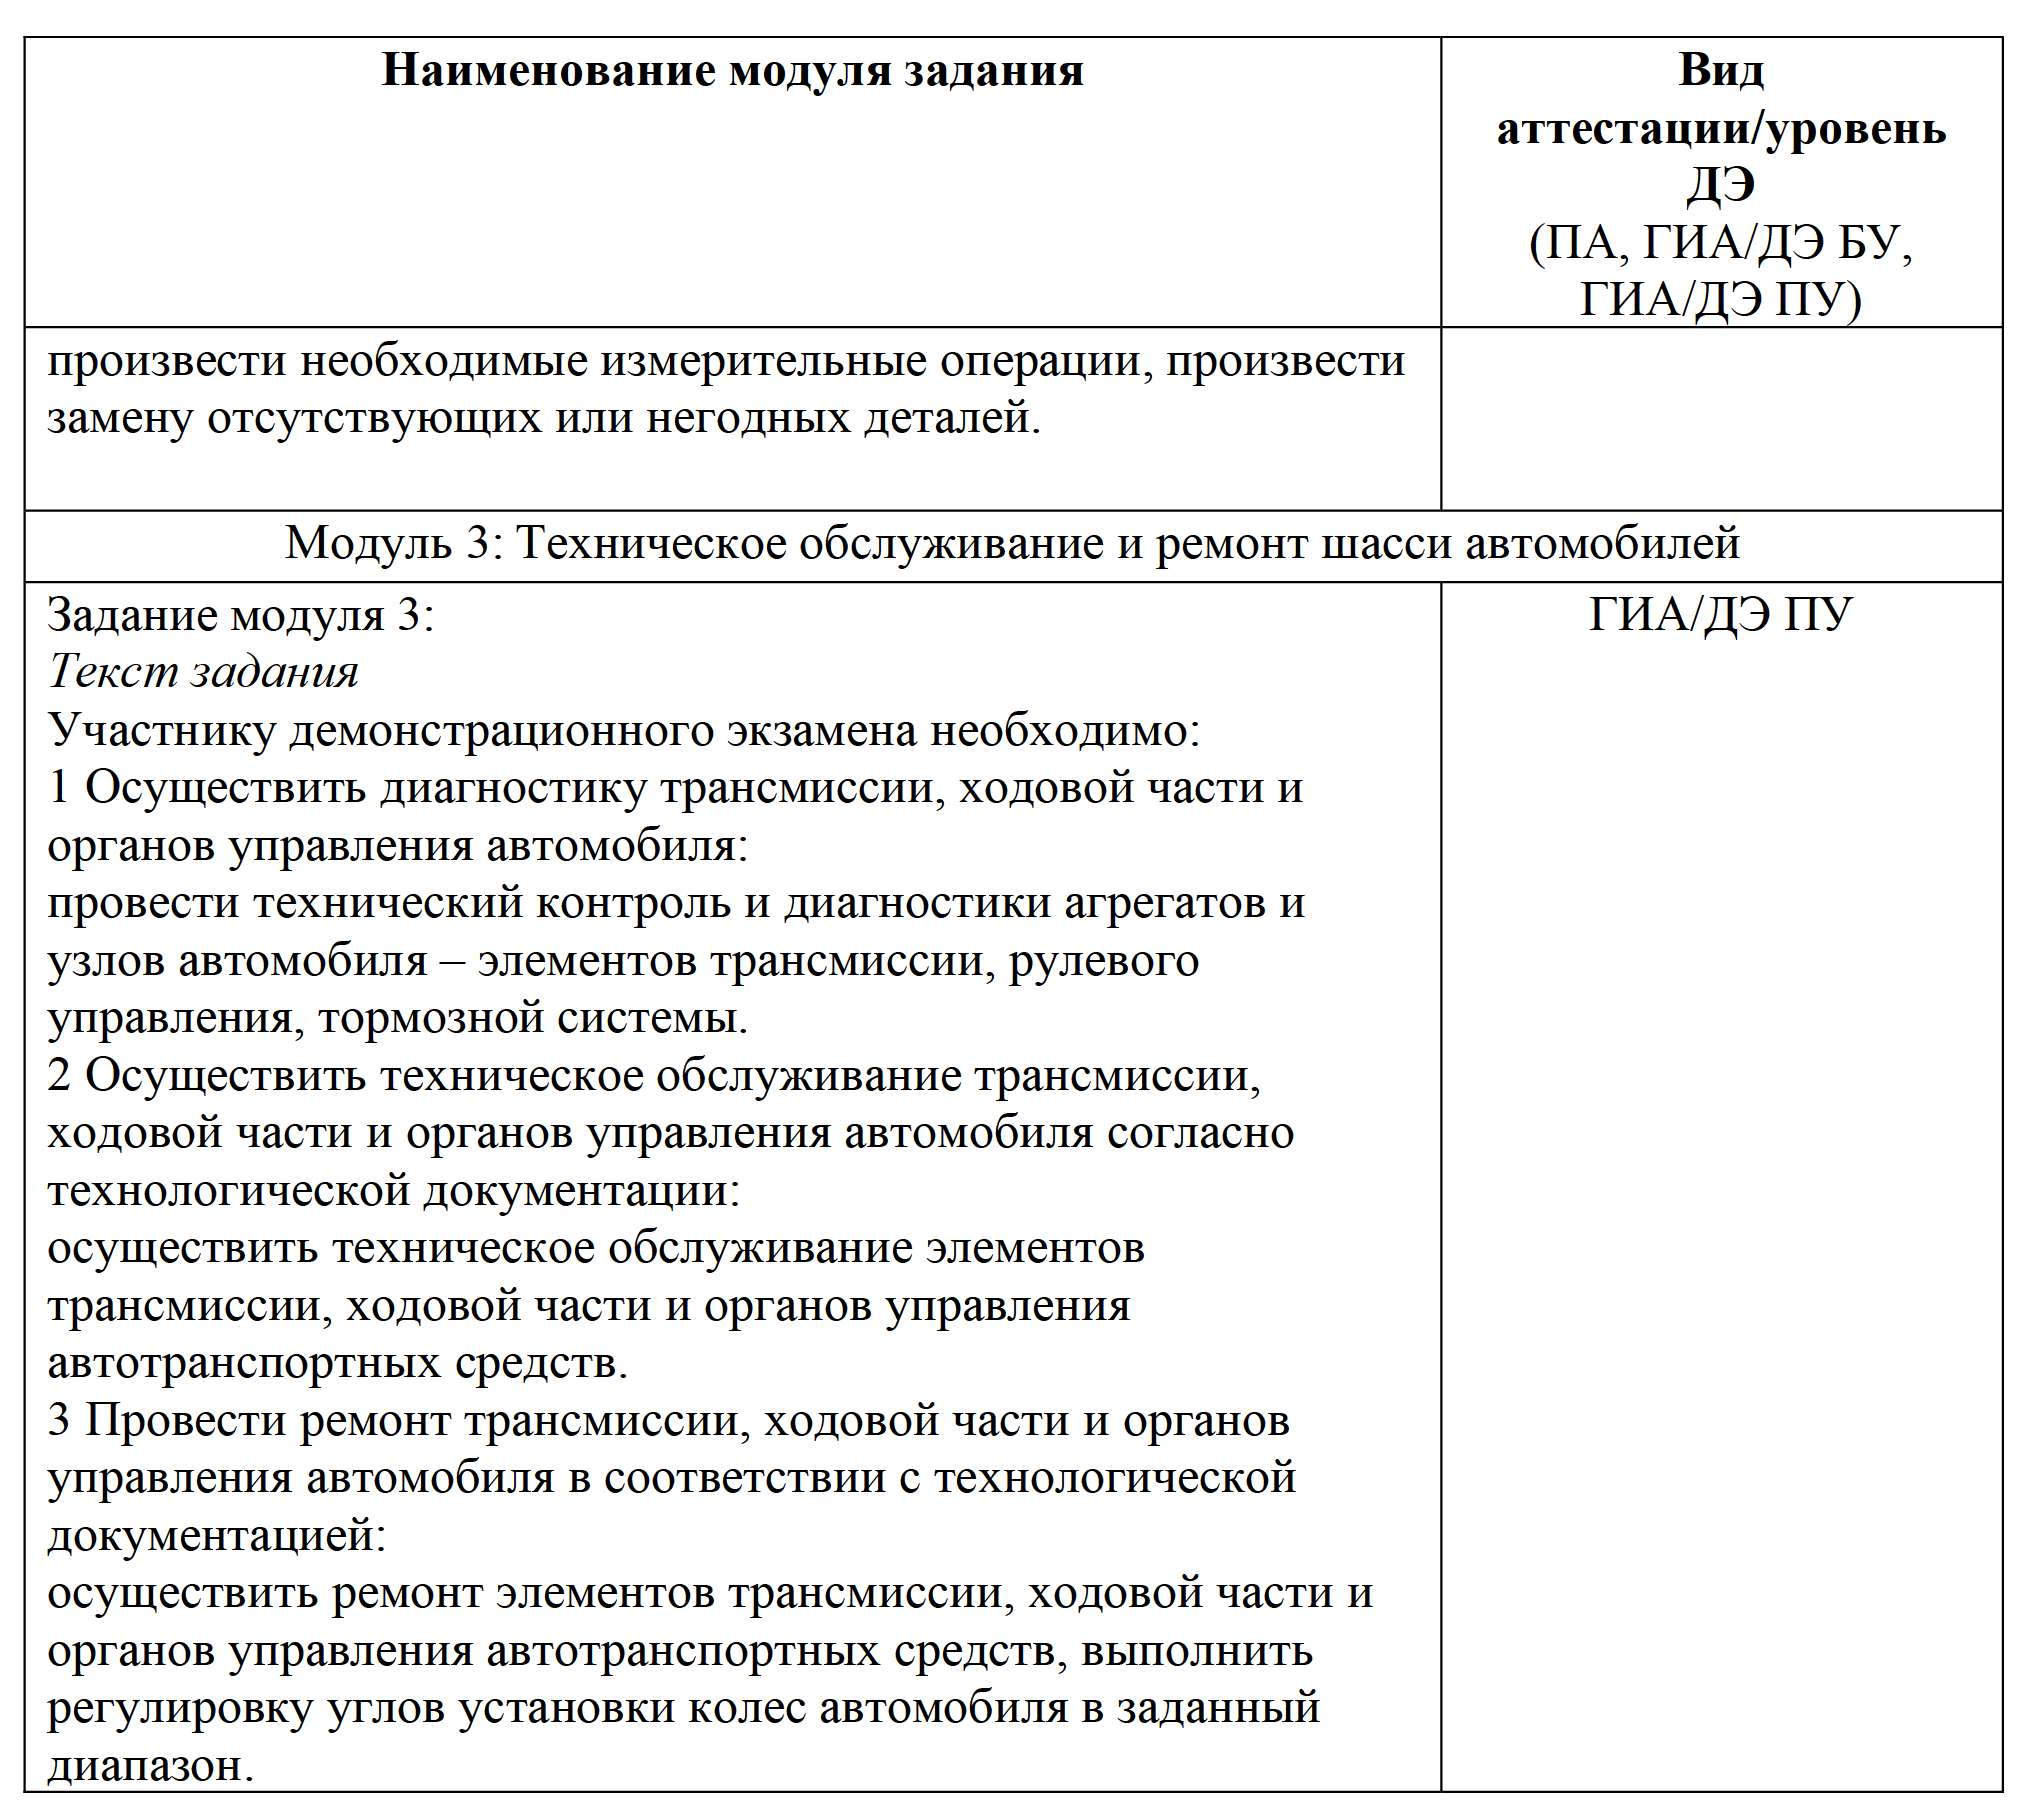 Наименование модуля задания
Вид
аттестации/уровень
ДЭ
(ПА, ГИА/ДЭ БУ,
ГИА/ДЭ ПУ)
произвести необходимые измерительные операции, произвести
замену отсутствующих или негодных деталей.
Модуль 3: Техническое обслуживание и ремонт шасси автомобилей
Задание модуля 3:
Текст задания
Участнику демонстрационного экзамена необходимо:
1 Осуществить диагностику трансмиссии, ходовой части и
органов управления автомобиля:
провести технический контроль и диагностики агрегатов и
узлов автомобиля – элементов трансмиссии, рулевого
управления, тормозной системы.
2 Осуществить техническое обслуживание трансмиссии,
ходовой части и органов управления автомобиля согласно
технологической документации:
осуществить техническое обслуживание элементов
трансмиссии, ходовой части и органов управления
автотранспортных средств.
3 Провести ремонт трансмиссии, ходовой части и органов
управления автомобиля в соответствии с технологической
документацией:
осуществить ремонт элементов трансмиссии, ходовой части и
органов управления автотранспортных средств, выполнить
регулировку углов установки колес автомобиля в заданный
диапазон.
ГИА/ДЭ ПУ